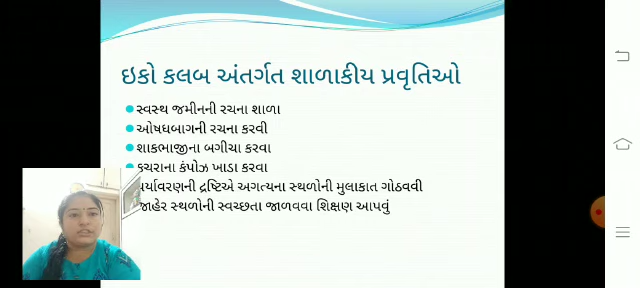 ઇકો કલબ અંતર્ગત શાળાકીય પ્રવૃતિઓ
સ્વસ્થ જમીનની રચના શાળા
ઓષધબાગની રચના કરવી
શાકભાજીના બગીચા કરવા
કચરાના કંપોઝ ખાડા કરવા
પર્યાવરણની દ્રષ્ટિએ અગત્યના સ્થળોની મુલાકાત ગોઠવવી
જાહેર સ્થળોની સ્વચ્છતા જાળવવા શિક્ષણ આપવું